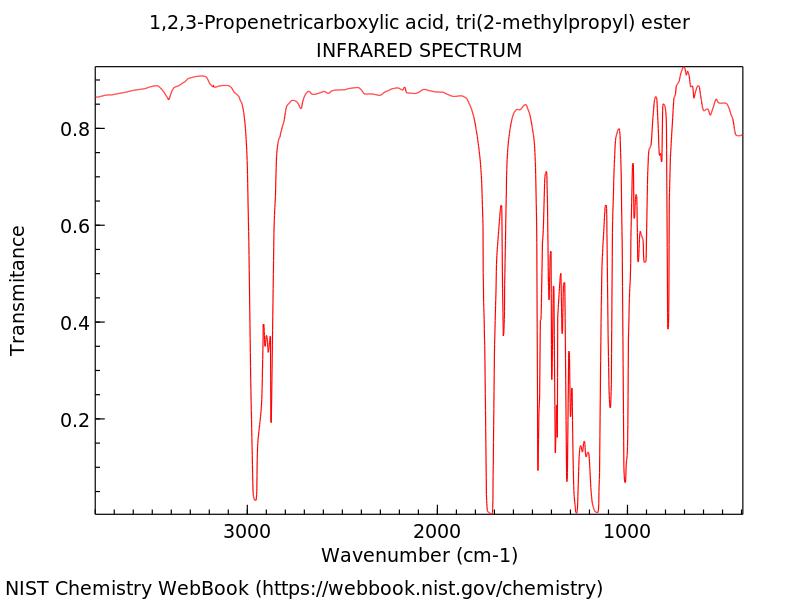 1,2,3-Propenetricarboxylic acid, tri(2-methylpropyl) ester
INFRARED SPECTRUM
0.8
0.6
0.4
0.2
Transmitance
3000 2000 1000
Wavenumber (cm-1)
NIST Chemistry WebBook (https://webbook.nist.gov/chemistry)